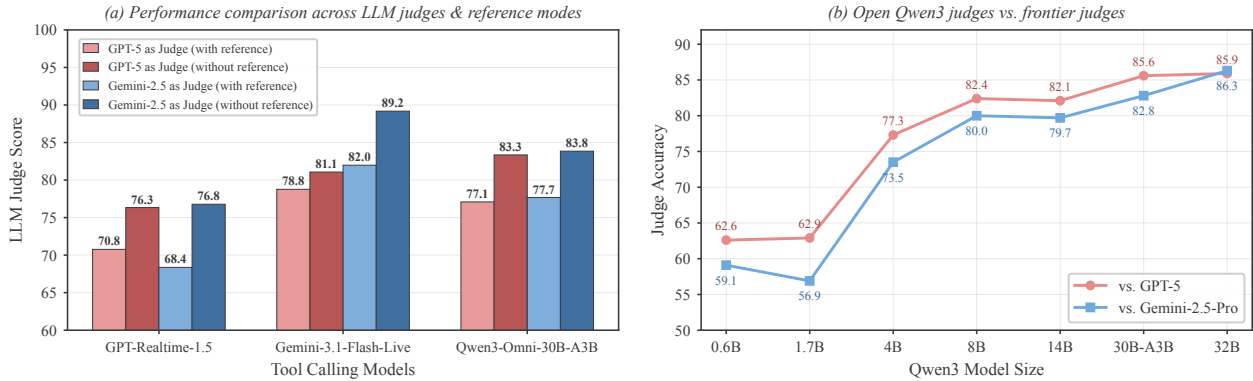 (a) Performance comparison across LLM judges & reference modes
GPT-5 as Judge (with reference)
GPT-5 as Judge (without reference)
Gemini-2.5 as Judge (with reference)
Gemini-2.5 as Judge (without reference)
LLM Judge Score
90
85
80
75
70
65
60
70.8
76.3
68.4
76.8
78.8
81.1
82.0
89.2
77.1
83.3
77.7
83.8
GPT-Realtime-1.5
Gemini-3.1-Flash-Live
Qwen3-Omni-30B-A3B
Tool Calling Models
(b) Open Qwen3 judges vs. frontier judges
Judge Accuracy
90
85
80
75
70
65
60
55
50
62.6
62.9
77.3
82.4
82.1
85.6
85.9
59.1
56.9
73.5
80.0
79.7
82.8
86.3
vs. GPT-5
vs. Gemini-2.5-Pro
0.6B
1.7B
4B
8B
14B
30B-A3B
32B
Qwen3 Model Size